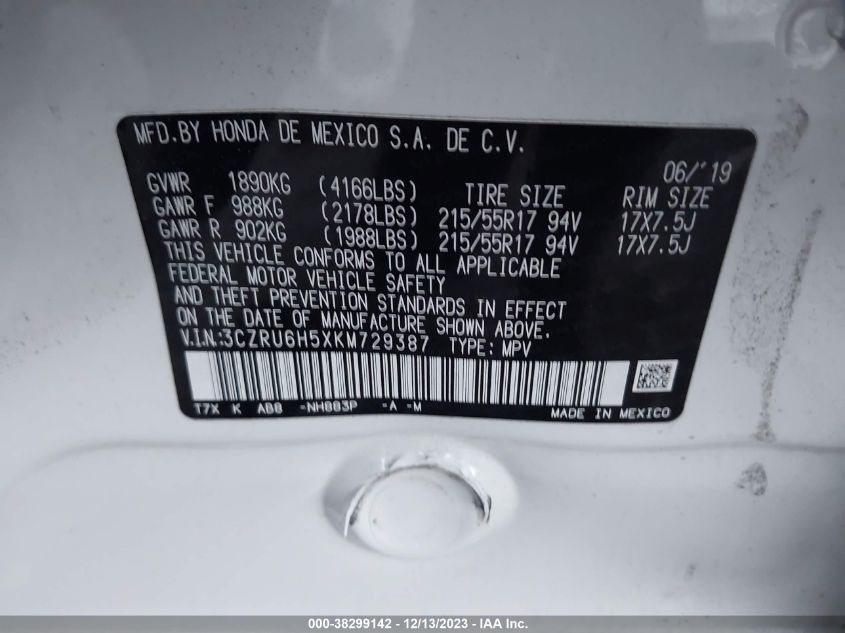 MFD.BY HONDA DE MEXICO S.A. DE C.V.
06/'19
GVWR 1890KG (4166LBS) TIRE SIZE RIM SIZE
GAWR F 988KG (2178LBS) 215/55R17 94V 17X7.5J
GAWR R 902KG (1988LBS) 215/55R17 94V 17X7.5J
THIS VEHICLE CONFORMS TO ALL APPLICABLE
FEDERAL MOTOR VEHICLE SAFETY
AND THEFT PREVENTION STANDARDS IN EFFECT
ON THE DATE OF MANUFACTURE SHOWN ABOVE.
V.I.N:3CZRU6H5XKM729387 TYPE: MPV
T7X K AB8 -NH883P -A -M MADE IN MEXICO
000-38299142 - 12/13/2023 - IAA Inc.